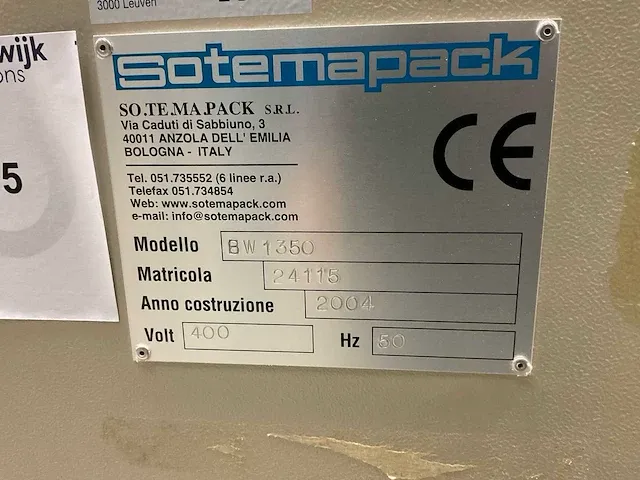 3000 Leuven
wijk
ons
5
sotemapack
SO.TE.MA.PACK S.R.L.
Via Caduti di Sabbiuno, 3
40011 ANZOLA DELL' EMILIA
BOLOGNA - ITALY
Tel. 051.735552 (6 linee r.a.)
Telefax 051.734854
Web: www.sotemapack.com
e-mail: info@sotemapack.com
CE
Modello BW1350
Matricola 24115
Anno costruzione 2004
Volt 400 Hz 50